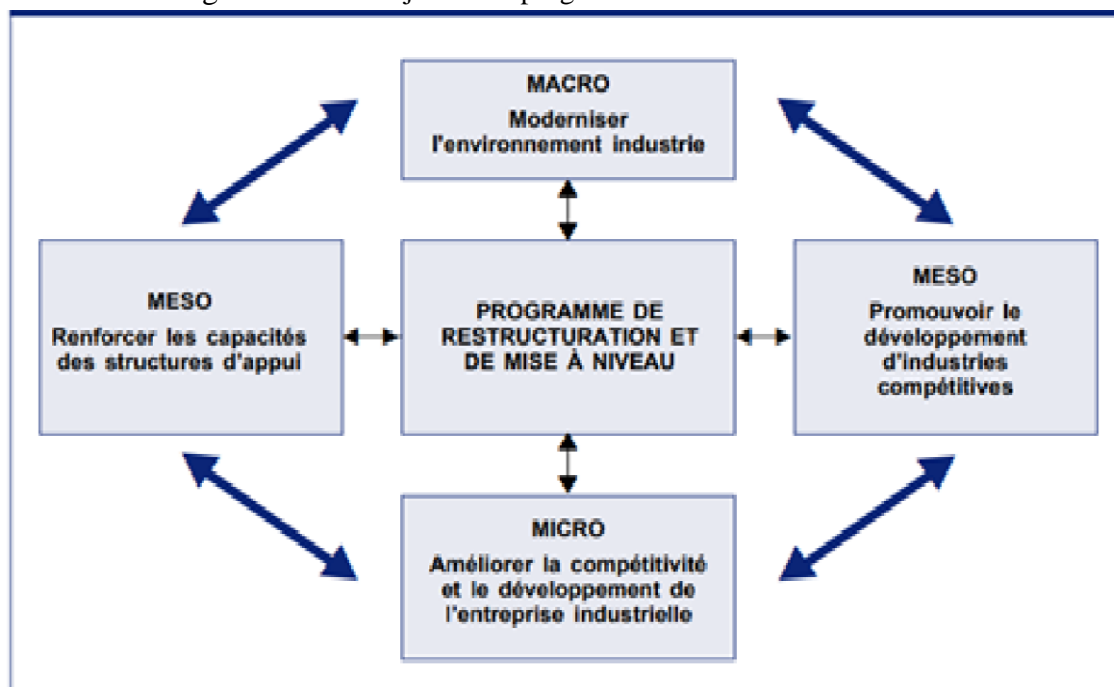 MACRO
Moderniser
l'environnement industrie
MESO
Renforcer les capacités
des structures d'appui
PROGRAMME DE
RESTRUCTURATION ET
DE MISE À NIVEAU
MESO
Promouvoir le
développement
d'industries
compétitives
MICRO
Améliorer la compétitivité
et le développement de
l'entreprise industrielle